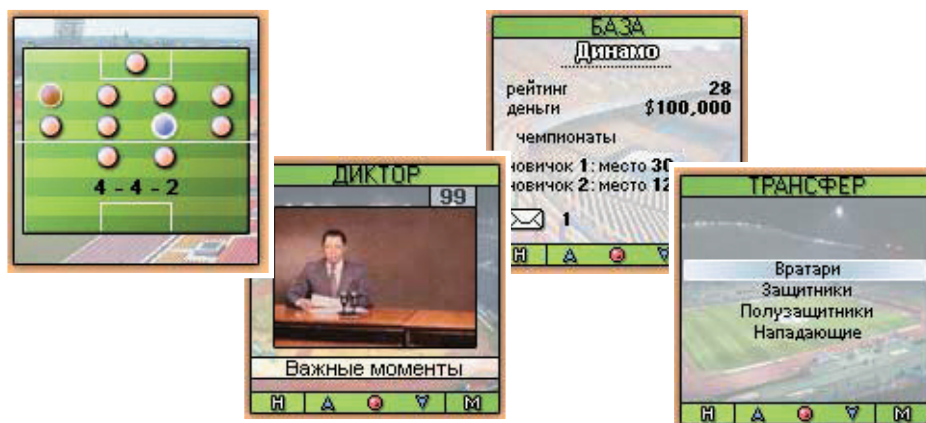 4 - 4 - 2
БАЗА
Динамо
рейтинг 28
деньги $100,000
чемпионаты
новичок 1: место 30
новичок 2: место 12
1
Н
ДИКТОР
99
Важные моменты
Н М
ТРАНСФЕР
Вратари
Защитники
Полузащитники
Нападающие
Н М